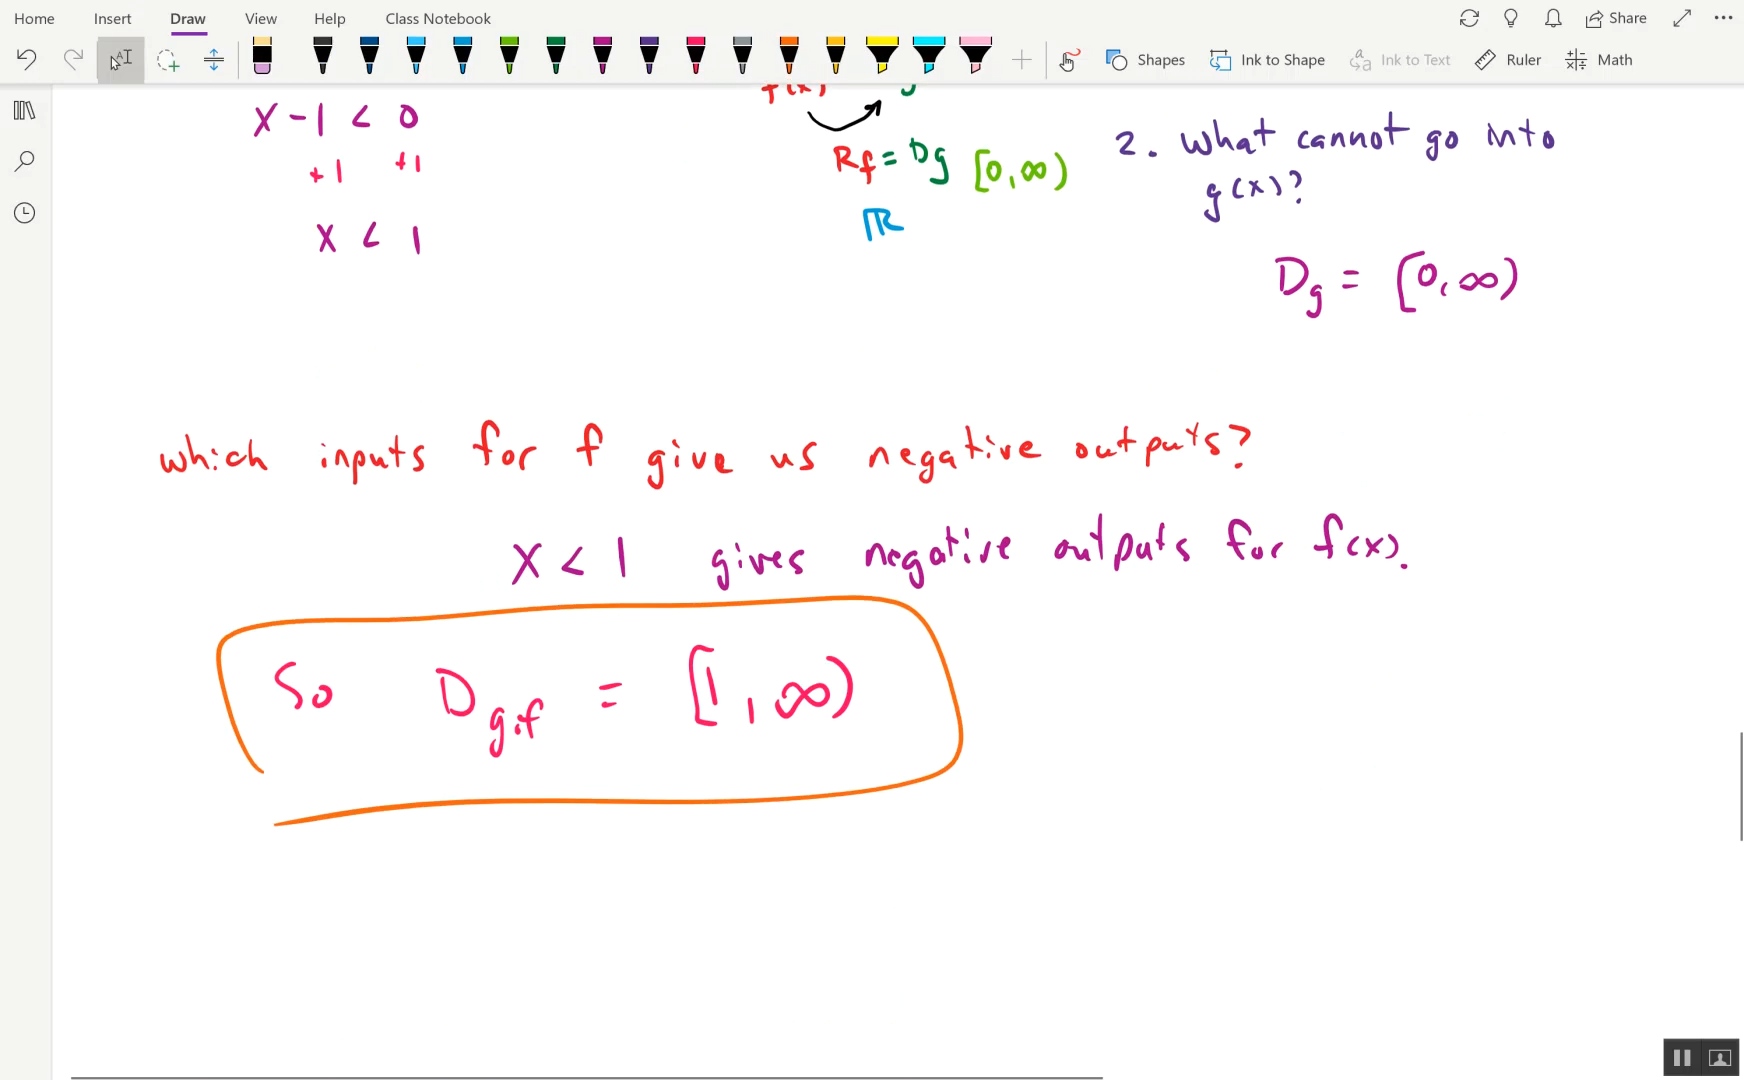 Home Insert Draw View Help Class Notebook Share
Shapes Ink to Shape Ink to Text Ruler Math
f(x) g
x - 1 < 0
+1 +1
x < 1
Rf = Dg [0,∞)
ℝ
2. What cannot go into
g(x)?
Dg = [0,∞)
which inputs for f give us negative outputs?
x < 1 gives negative outputs for f(x).
So Dg∘f = [1,∞)